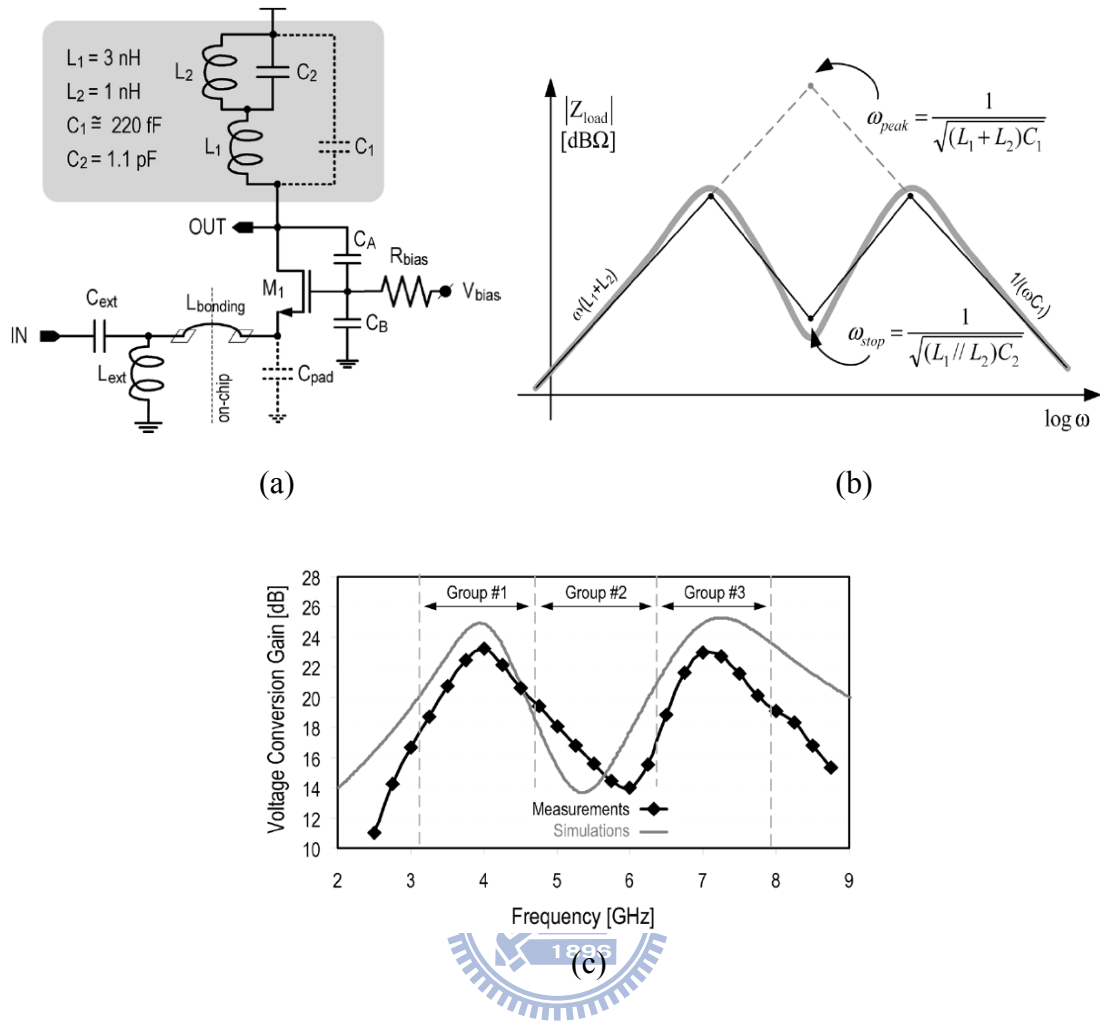 L1 = 3 nH
L2 = 1 nH
C1 ≅ 220 fF
C2 = 1.1 pF
L2
C2
L1
C1
OUT
CA
Rbias
M1
Vbias
Cext
Lbonding
CB
IN
Lext
Cpad
on-chip
(a)
|Zload|
[dBΩ]
ωpeak = 1/√((L1 + L2)C1)
ω(L1+L2)
1/(ωC1)
ωstop = 1/√((L1 // L2)C2)
log ω
(b)
Voltage Conversion Gain [dB]
28
26
24
22
20
18
16
14
12
10
Group #1
Group #2
Group #3
Measurements
Simulations
2 3 4 5 6 7 8 9
Frequency [GHz]
1896
(c)